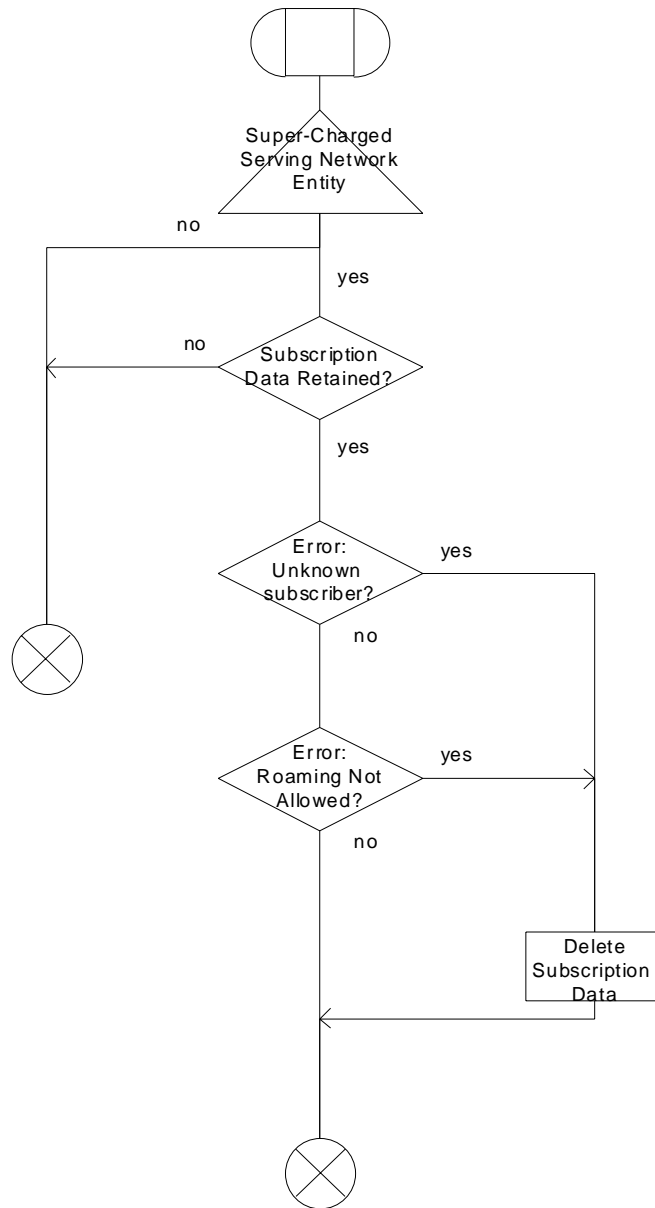 Super-Charged
Serving Network
Entity
no
yes
no
Subscription
Data Retained?
yes
Error:
Unknown
subscriber?
yes
no
Error:
Roaming Not
Allowed?
yes
no
Delete
Subscription
Data